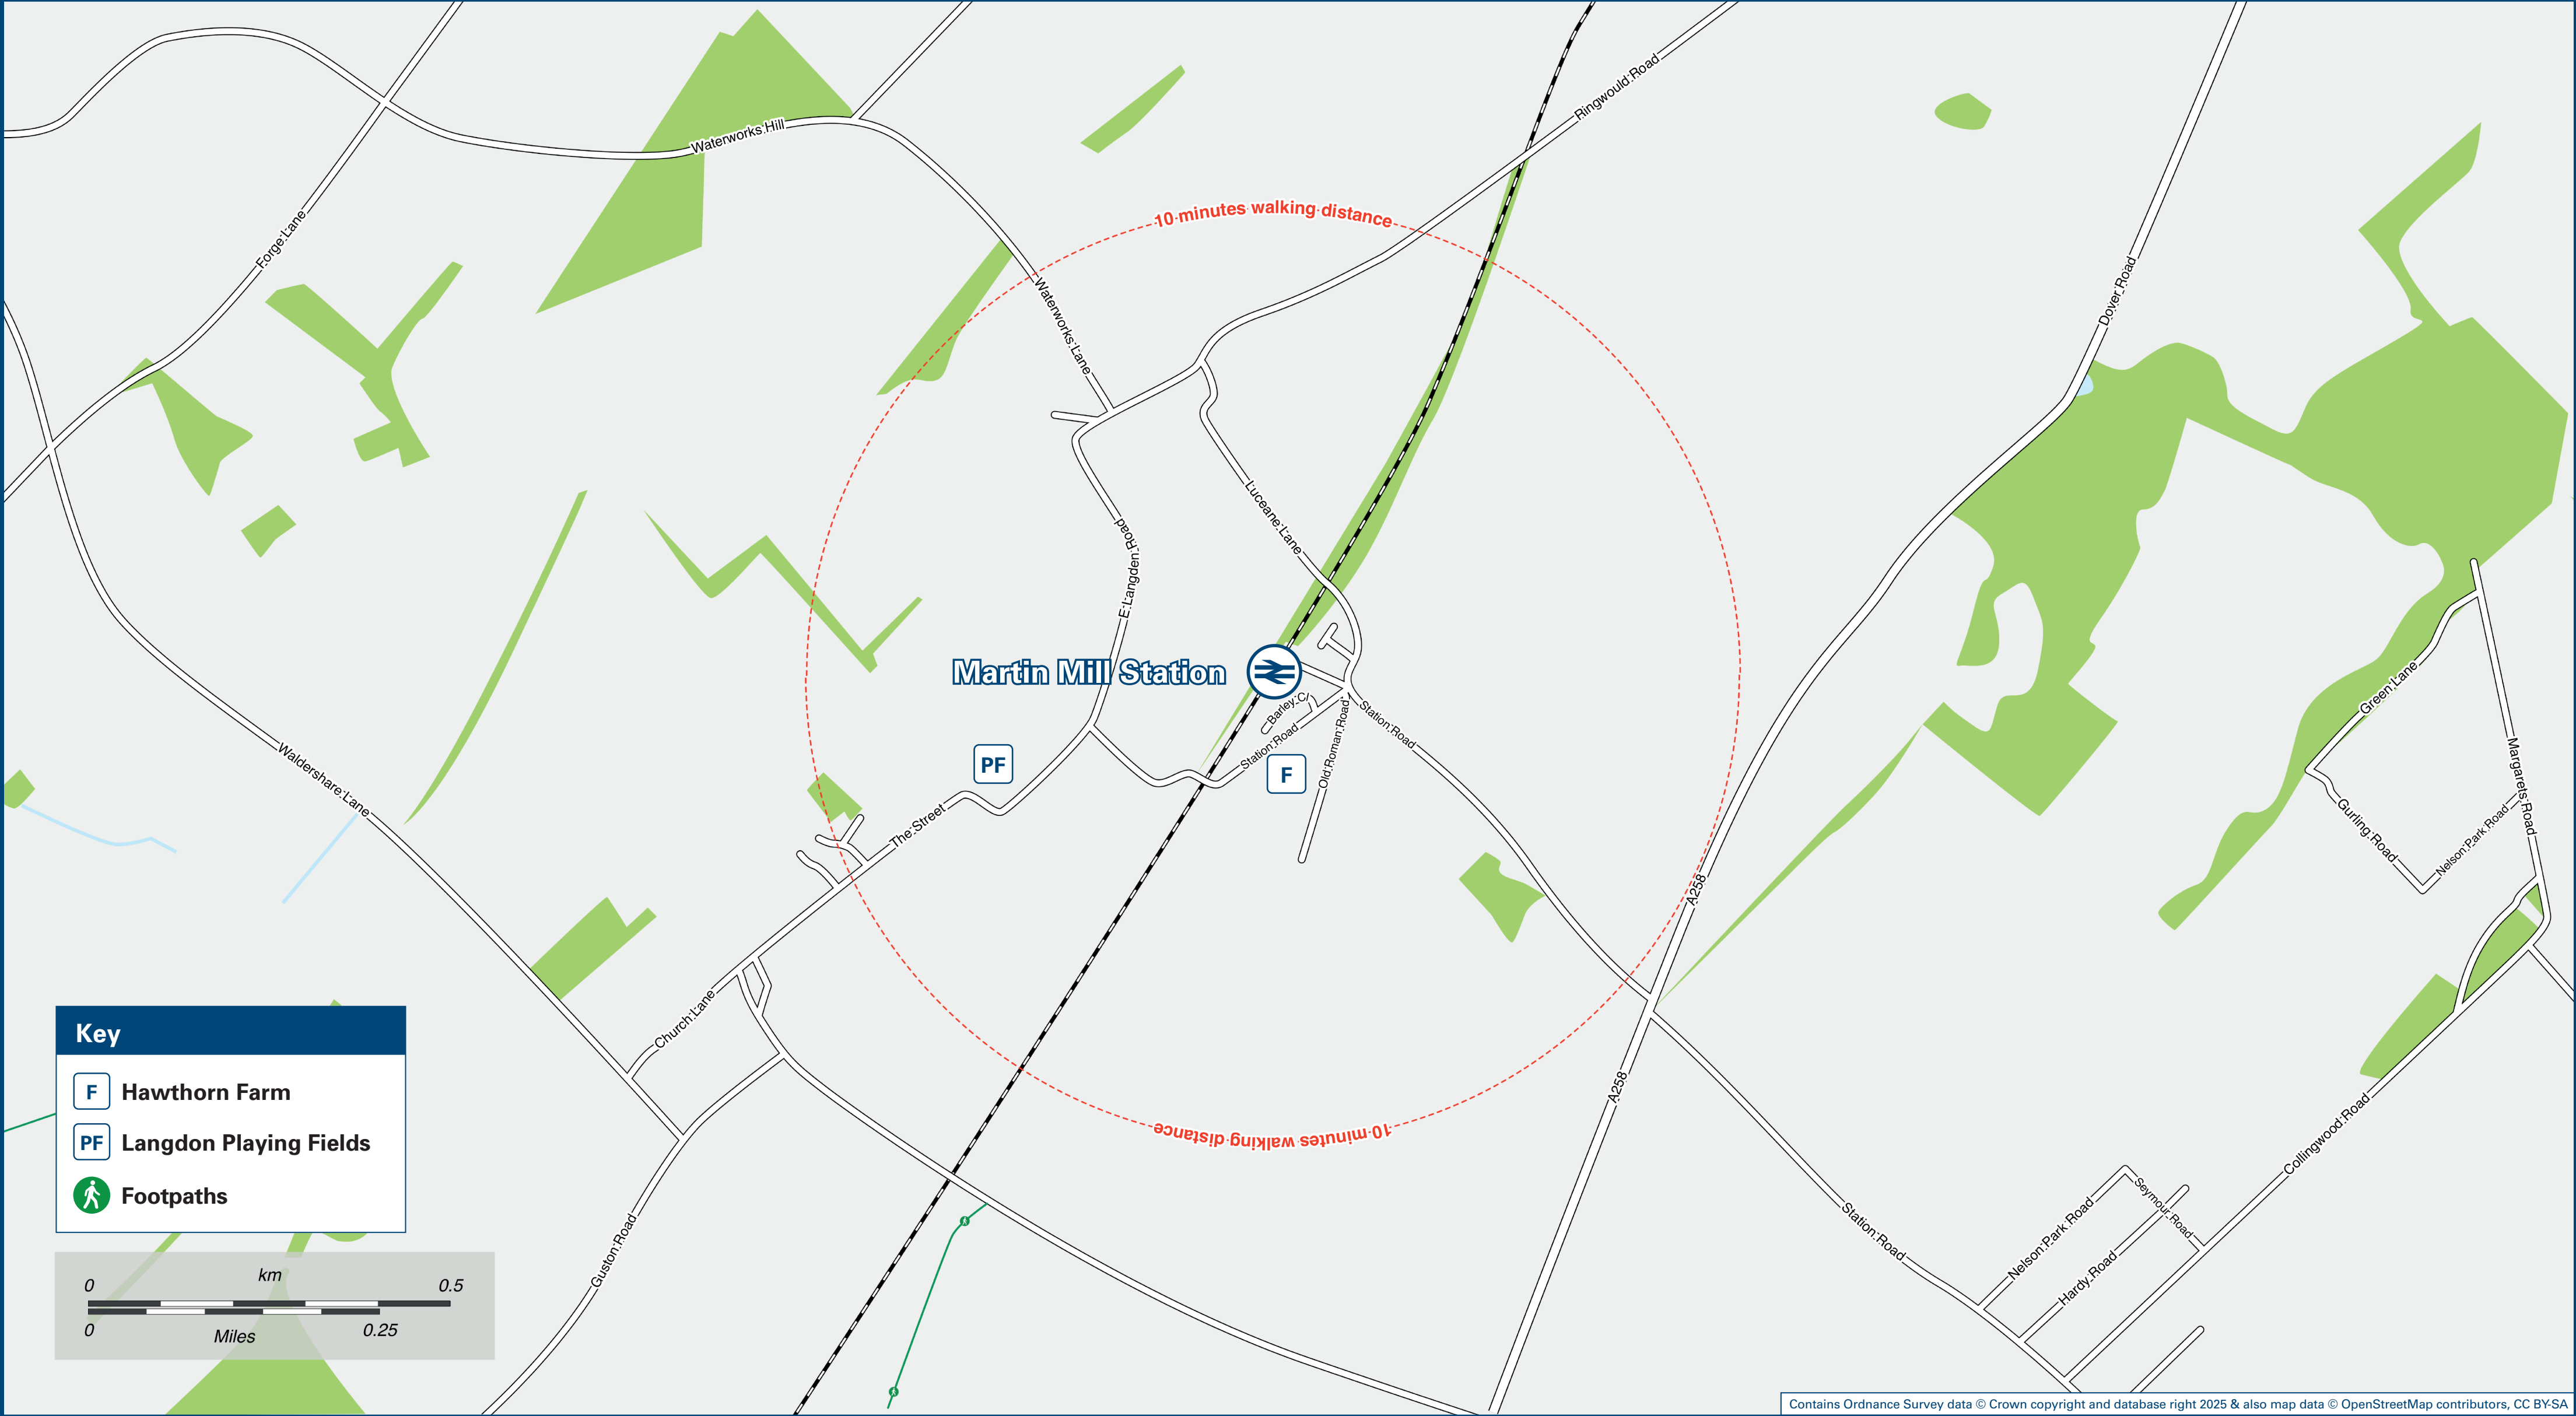 Ringwould Road
Waterworks Hill
Forge Lane
10 minutes walking distance
Dover Road
Waterworks Lane
Luceane Lane
E Langden Road
Martin Mill Station
Barley Cl
Station Road
Old Roman Road
Station Road
Green Lane
Margarets Road
PF
F
Waldershare Lane
The Street
Gurling Road
Nelson Park Road
A258
Church Lane
A258
10 minutes walking distance
Collingwood Road
Guston Road
Station Road
Nelson Park Road
Seymour Road
Hardy Road
Key
F Hawthorn Farm
PF Langdon Playing Fields
Footpaths
km
0 0.5
0 Miles 0.25
Contains Ordnance Survey data © Crown copyright and database right 2025 & also map data © OpenStreetMap contributors, CC BY-SA